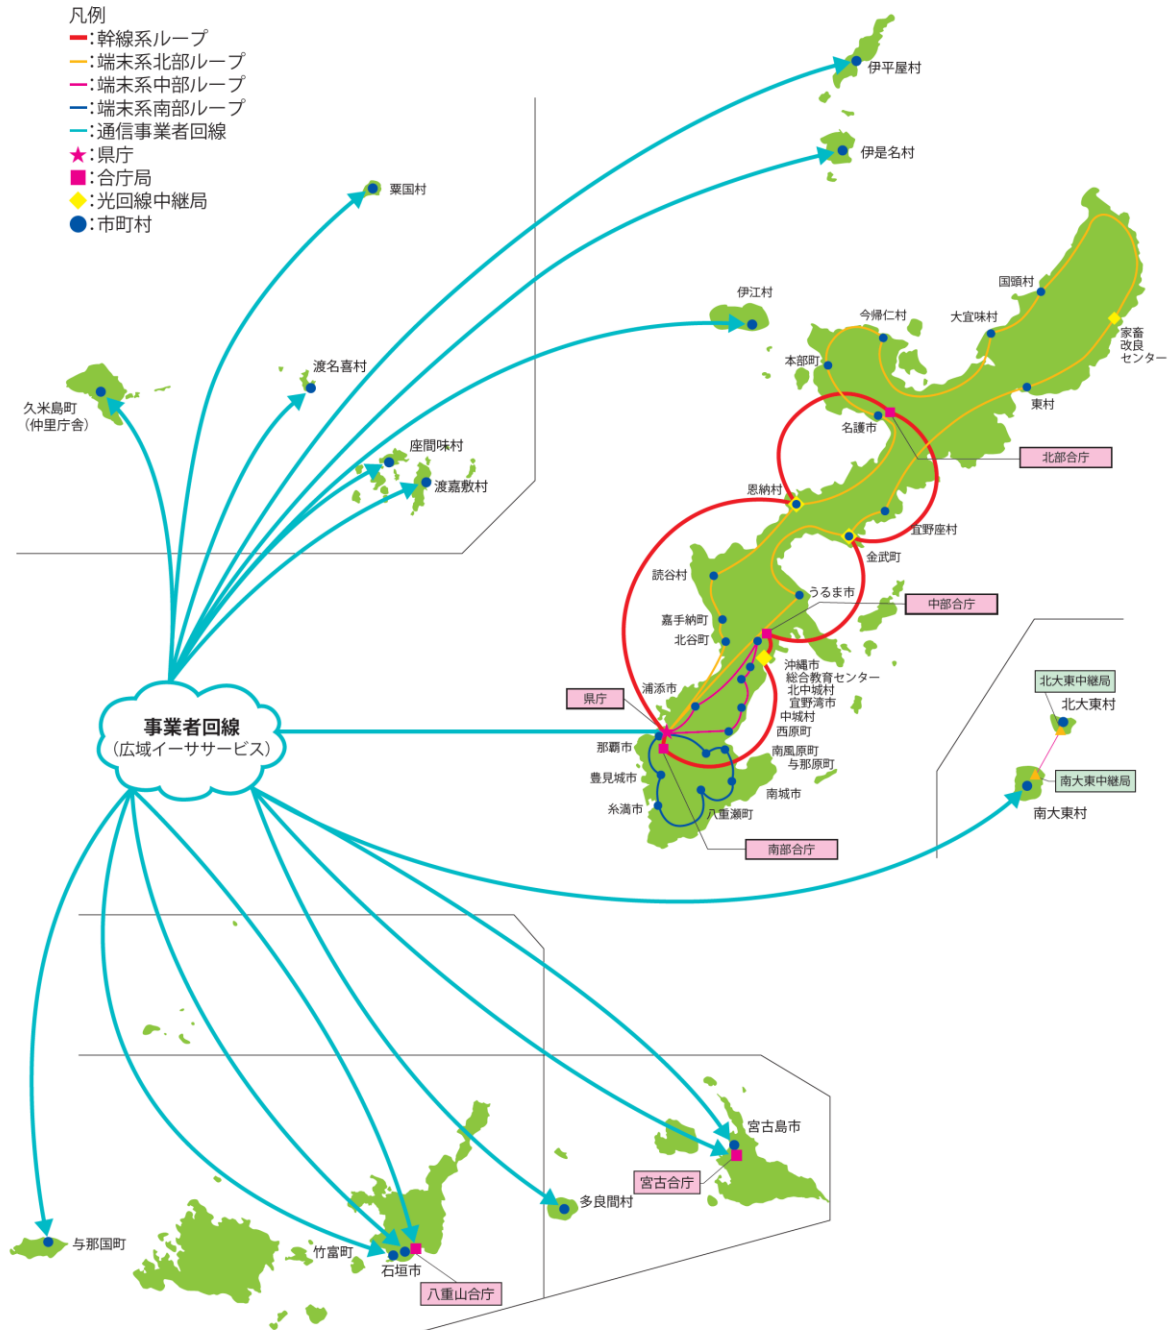 凡例
:幹線系ループ
:端末系北部ループ
:端末系中部ループ
:端末系南部ループ
:通信事業者回線
:県庁
:合庁局
:光回線中継局
:市町村
伊平屋村
伊是名村
粟国村
伊江村
国頭村
今帰仁村
大宜味村
家畜
改良
センター
本部町
渡名喜村
久米島町
（仲里庁舎）
東村
名護市
座間味村
北部合庁
渡嘉敷村
恩納村
宜野座村
金武町
読谷村
うるま市
中部合庁
嘉手納町
北谷町
沖縄市
総合教育センター
北中城村
宜野湾市
中城村
西原町
浦添市
県庁
北大東中継局
北大東村
事業者回線
（広域イーササービス）
那覇市
南風原町
与那原町
豊見城市
南城市
南大東中継局
糸満市
八重瀬町
南大東村
南部合庁
宮古島市
宮古合庁
多良間村
与那国町
竹富町
石垣市
八重山合庁